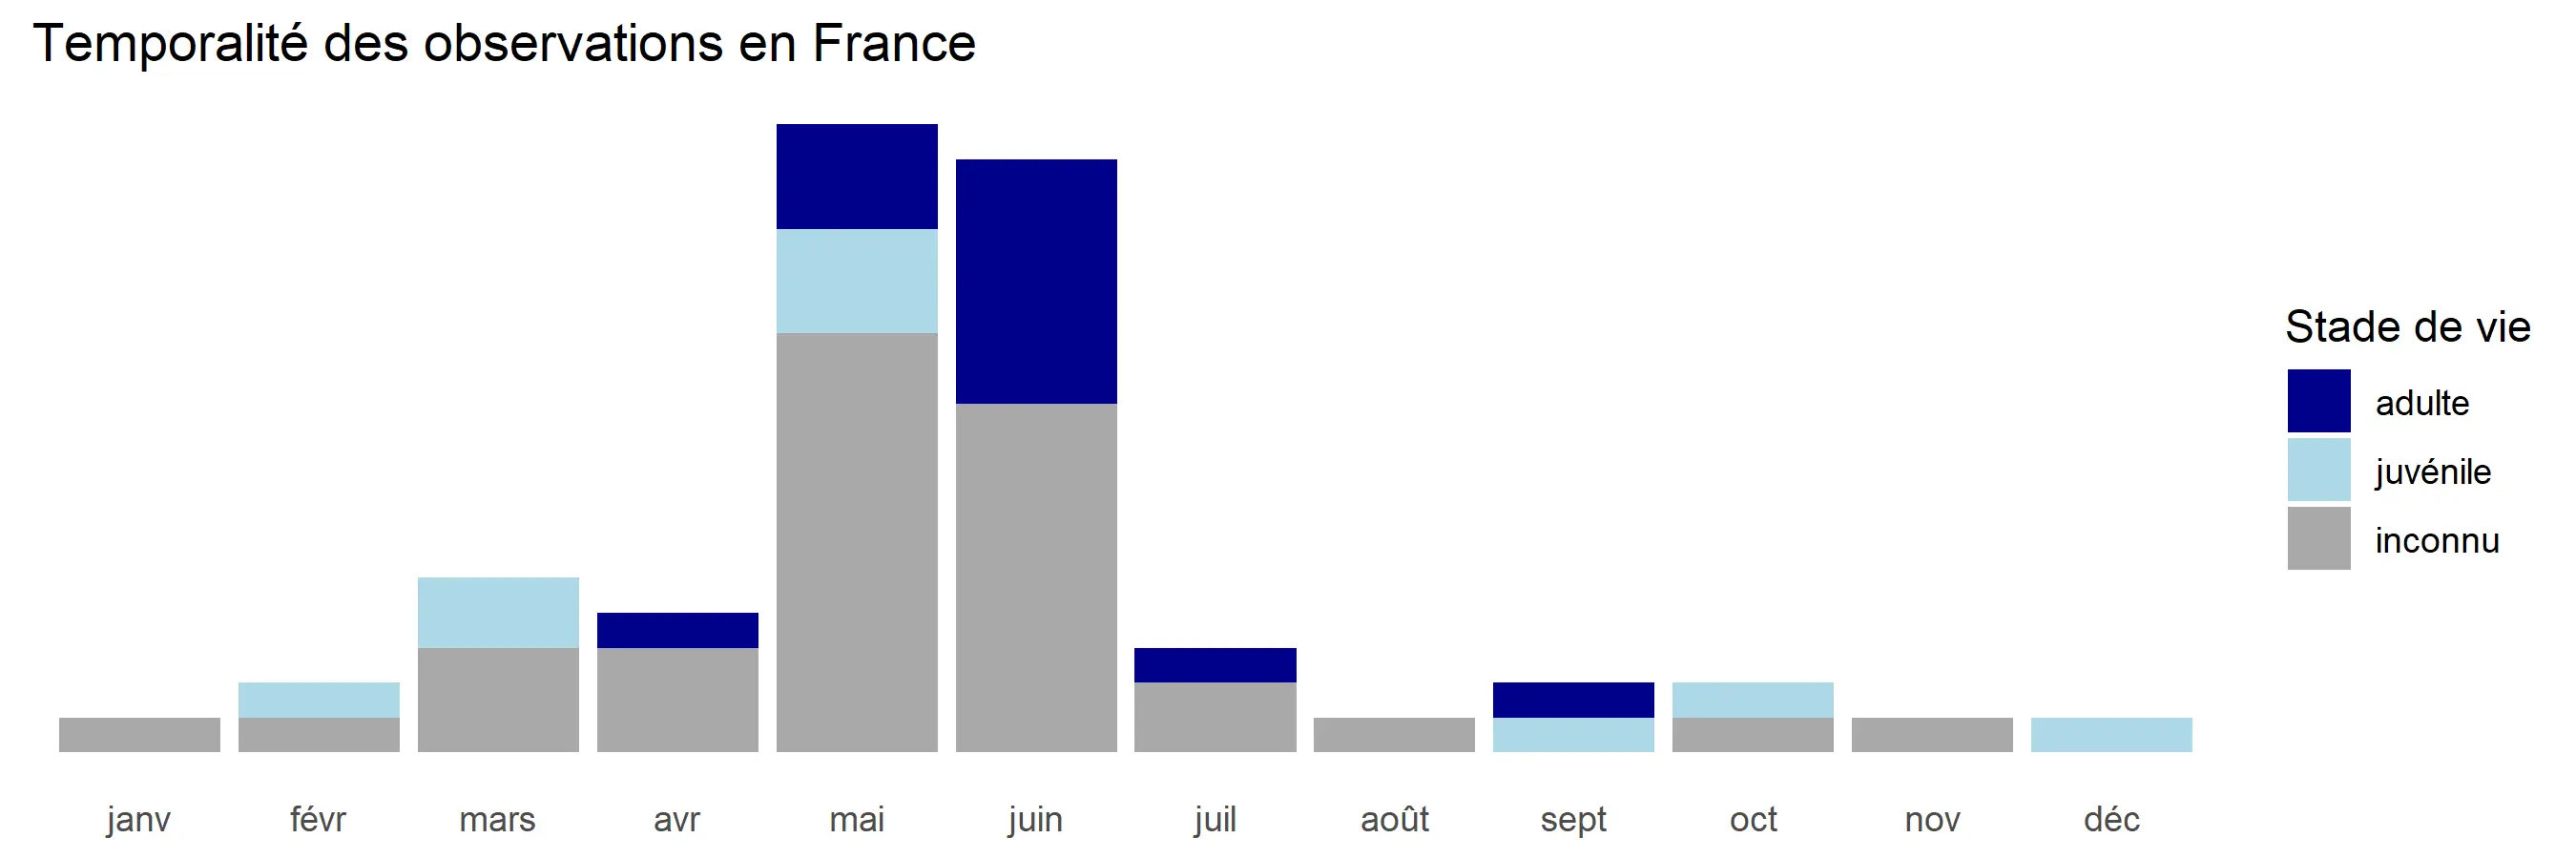 Temporalité des observations en France
Stade de vie
adulte
juvénile
inconnu
janv févr mars avr mai juin juil août sept oct nov déc